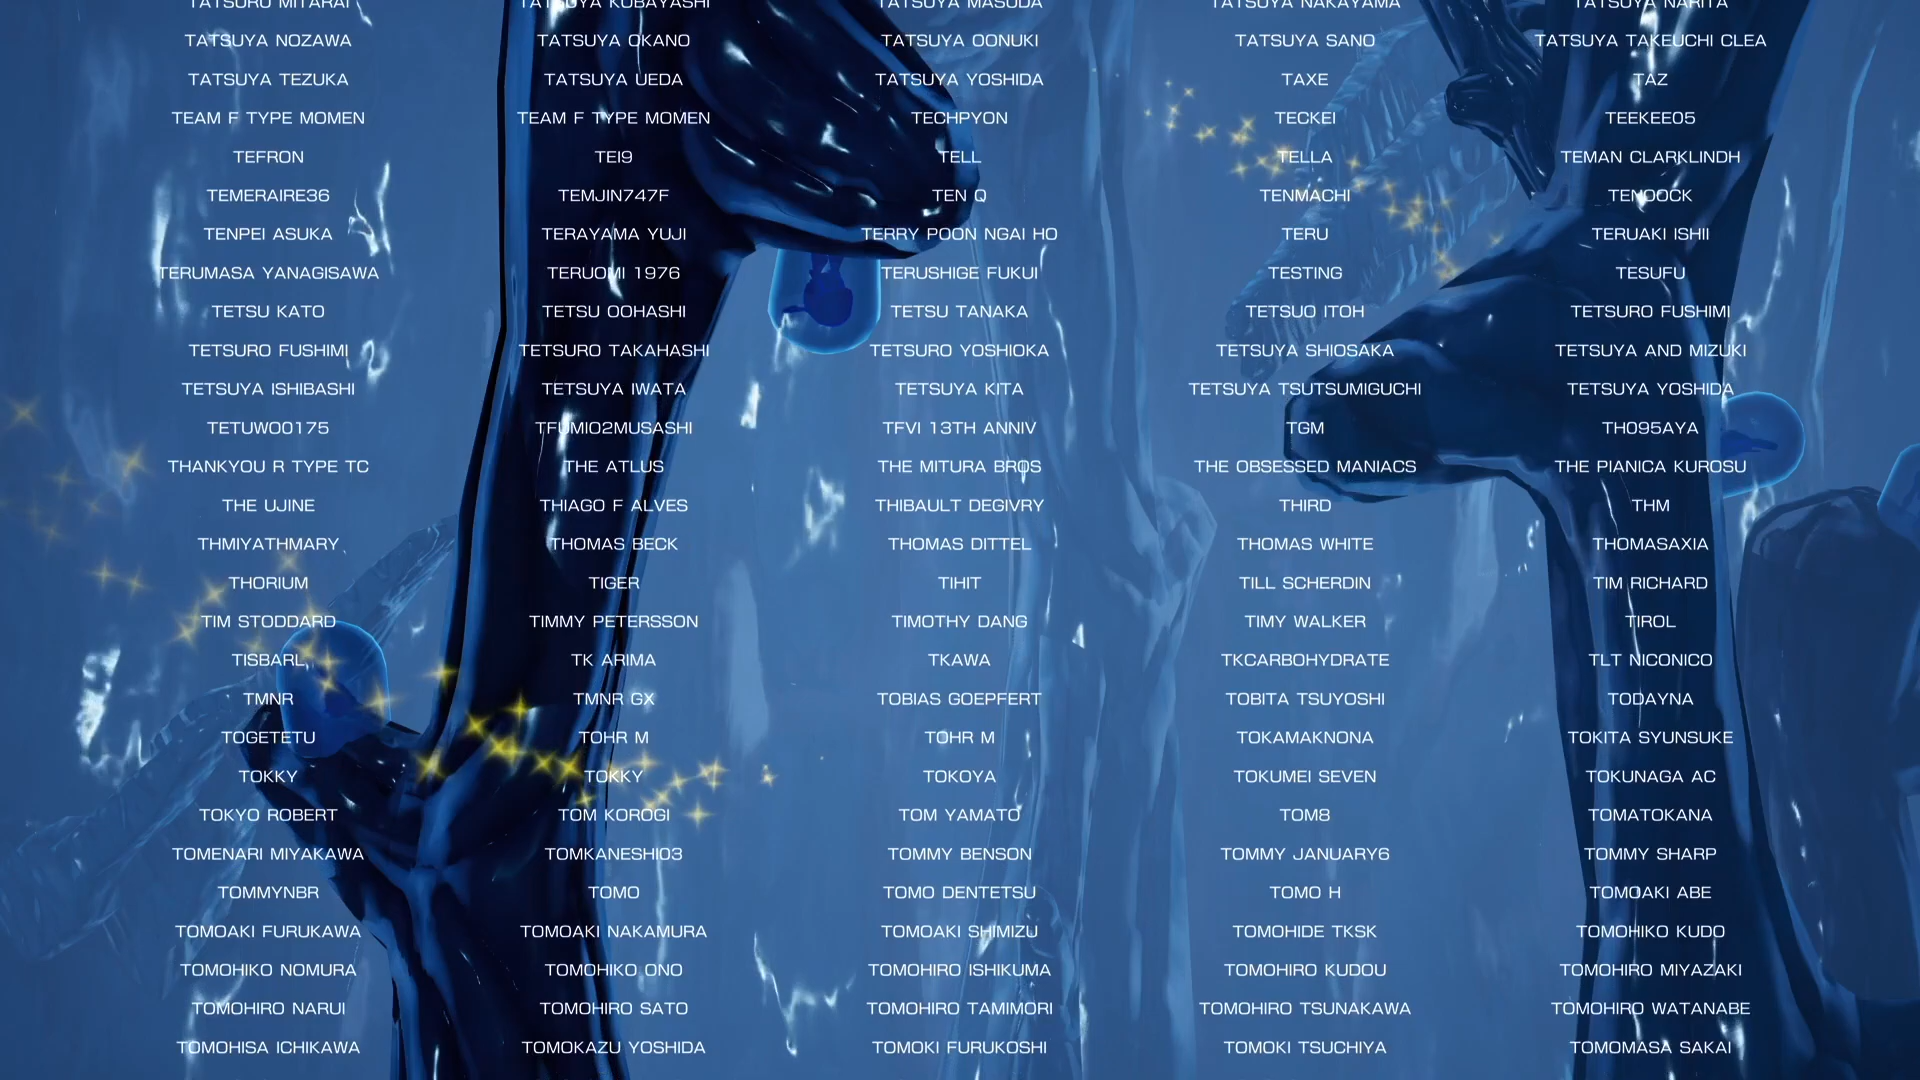 TATSURO MITARAI TATSUYA KOBAYASHI TATSUYA MASUDA TATSUYA NAKAYAMA TATSUYA NARITA
TATSUYA NOZAWA TATSUYA OKANO TATSUYA OONUKI TATSUYA SANO TATSUYA TAKEUCHI CLEA
TATSUYA TEZUKA TATSUYA UEDA TATSUYA YOSHIDA TAXE TAZ
TEAM F TYPE MOMEN TEAM F TYPE MOMEN TECHPYON TECKEI TEEKEE05
TEFRON TEI9 TELL TELLA TEMAN CLARKLINDH
TEMERAIRE36 TEMJIN747F TEN Q TENMACHI TENOOCK
TENPEI ASUKA TERAYAMA YUJI TERRY POON NGAI HO TERU TERUAKI ISHII
TERUMASA YANAGISAWA TERUOMI 1976 TERUSHIGE FUKUI TESTING TESUFU
TETSU KATO TETSU OOHASHI TETSU TANAKA TETSUO ITOH TETSURO FUSHIMI
TETSURO FUSHIMI TETSURO TAKAHASHI TETSURO YOSHIOKA TETSUYA SHIOSAKA TETSUYA AND MIZUKI
TETSUYA ISHIBASHI TETSUYA IWATA TETSUYA KITA TETSUYA TSUTSUMIGUCHI TETSUYA YOSHIDA
TETUWO0175 TFUMIO2MUSASHI TFVI 13TH ANNIV TGM TH095AYA
THANKYOU R TYPE TC THE ATLUS THE MITURA BROS THE OBSESSED MANIACS THE PIANICA KUROSU
THE UJINE THIAGO F ALVES THIBAULT DEGIVRY THIRD THM
THMIYATHMARY THOMAS BECK THOMAS DITTEL THOMAS WHITE THOMASAXIA
THORIUM TIGER TIHIT TILL SCHERDIN TIM RICHARD
TIM STODDARD TIMMY PETERSSON TIMOTHY DANG TIMY WALKER TIROL
TISBARL TK ARIMA TKAWA TKCARBOHYDRATE TLT NICONICO
TMNR TMNR GX TOBIAS GOEPFERT TOBITA TSUYOSHI TODAYNA
TOGETETU TOHR M TOHR M TOKAMAKNONA TOKITA SYUNSUKE
TOKKY TOKKY TOKOYA TOKUMEI SEVEN TOKUNAGA AC
TOKYO ROBERT TOM KOROGI TOM YAMATO TOM8 TOMATOKANA
TOMENARI MIYAKAWA TOMKANESHI03 TOMMY BENSON TOMMY JANUARY6 TOMMY SHARP
TOMMYNBR TOMO TOMO DENTETSU TOMO H TOMOAKI ABE
TOMOAKI FURUKAWA TOMOAKI NAKAMURA TOMOAKI SHIMIZU TOMOHIDE TKSK TOMOHIKO KUDO
TOMOHIKO NOMURA TOMOHIKO ONO TOMOHIRO ISHIKUMA TOMOHIRO KUDOU TOMOHIRO MIYAZAKI
TOMOHIRO NARUI TOMOHIRO SATO TOMOHIRO TAMIMORI TOMOHIRO TSUNAKAWA TOMOHIRO WATANABE
TOMOHISA ICHIKAWA TOMOKAZU YOSHIDA TOMOKI FURUKOSHI TOMOKI TSUCHIYA TOMOMASA SAKAI